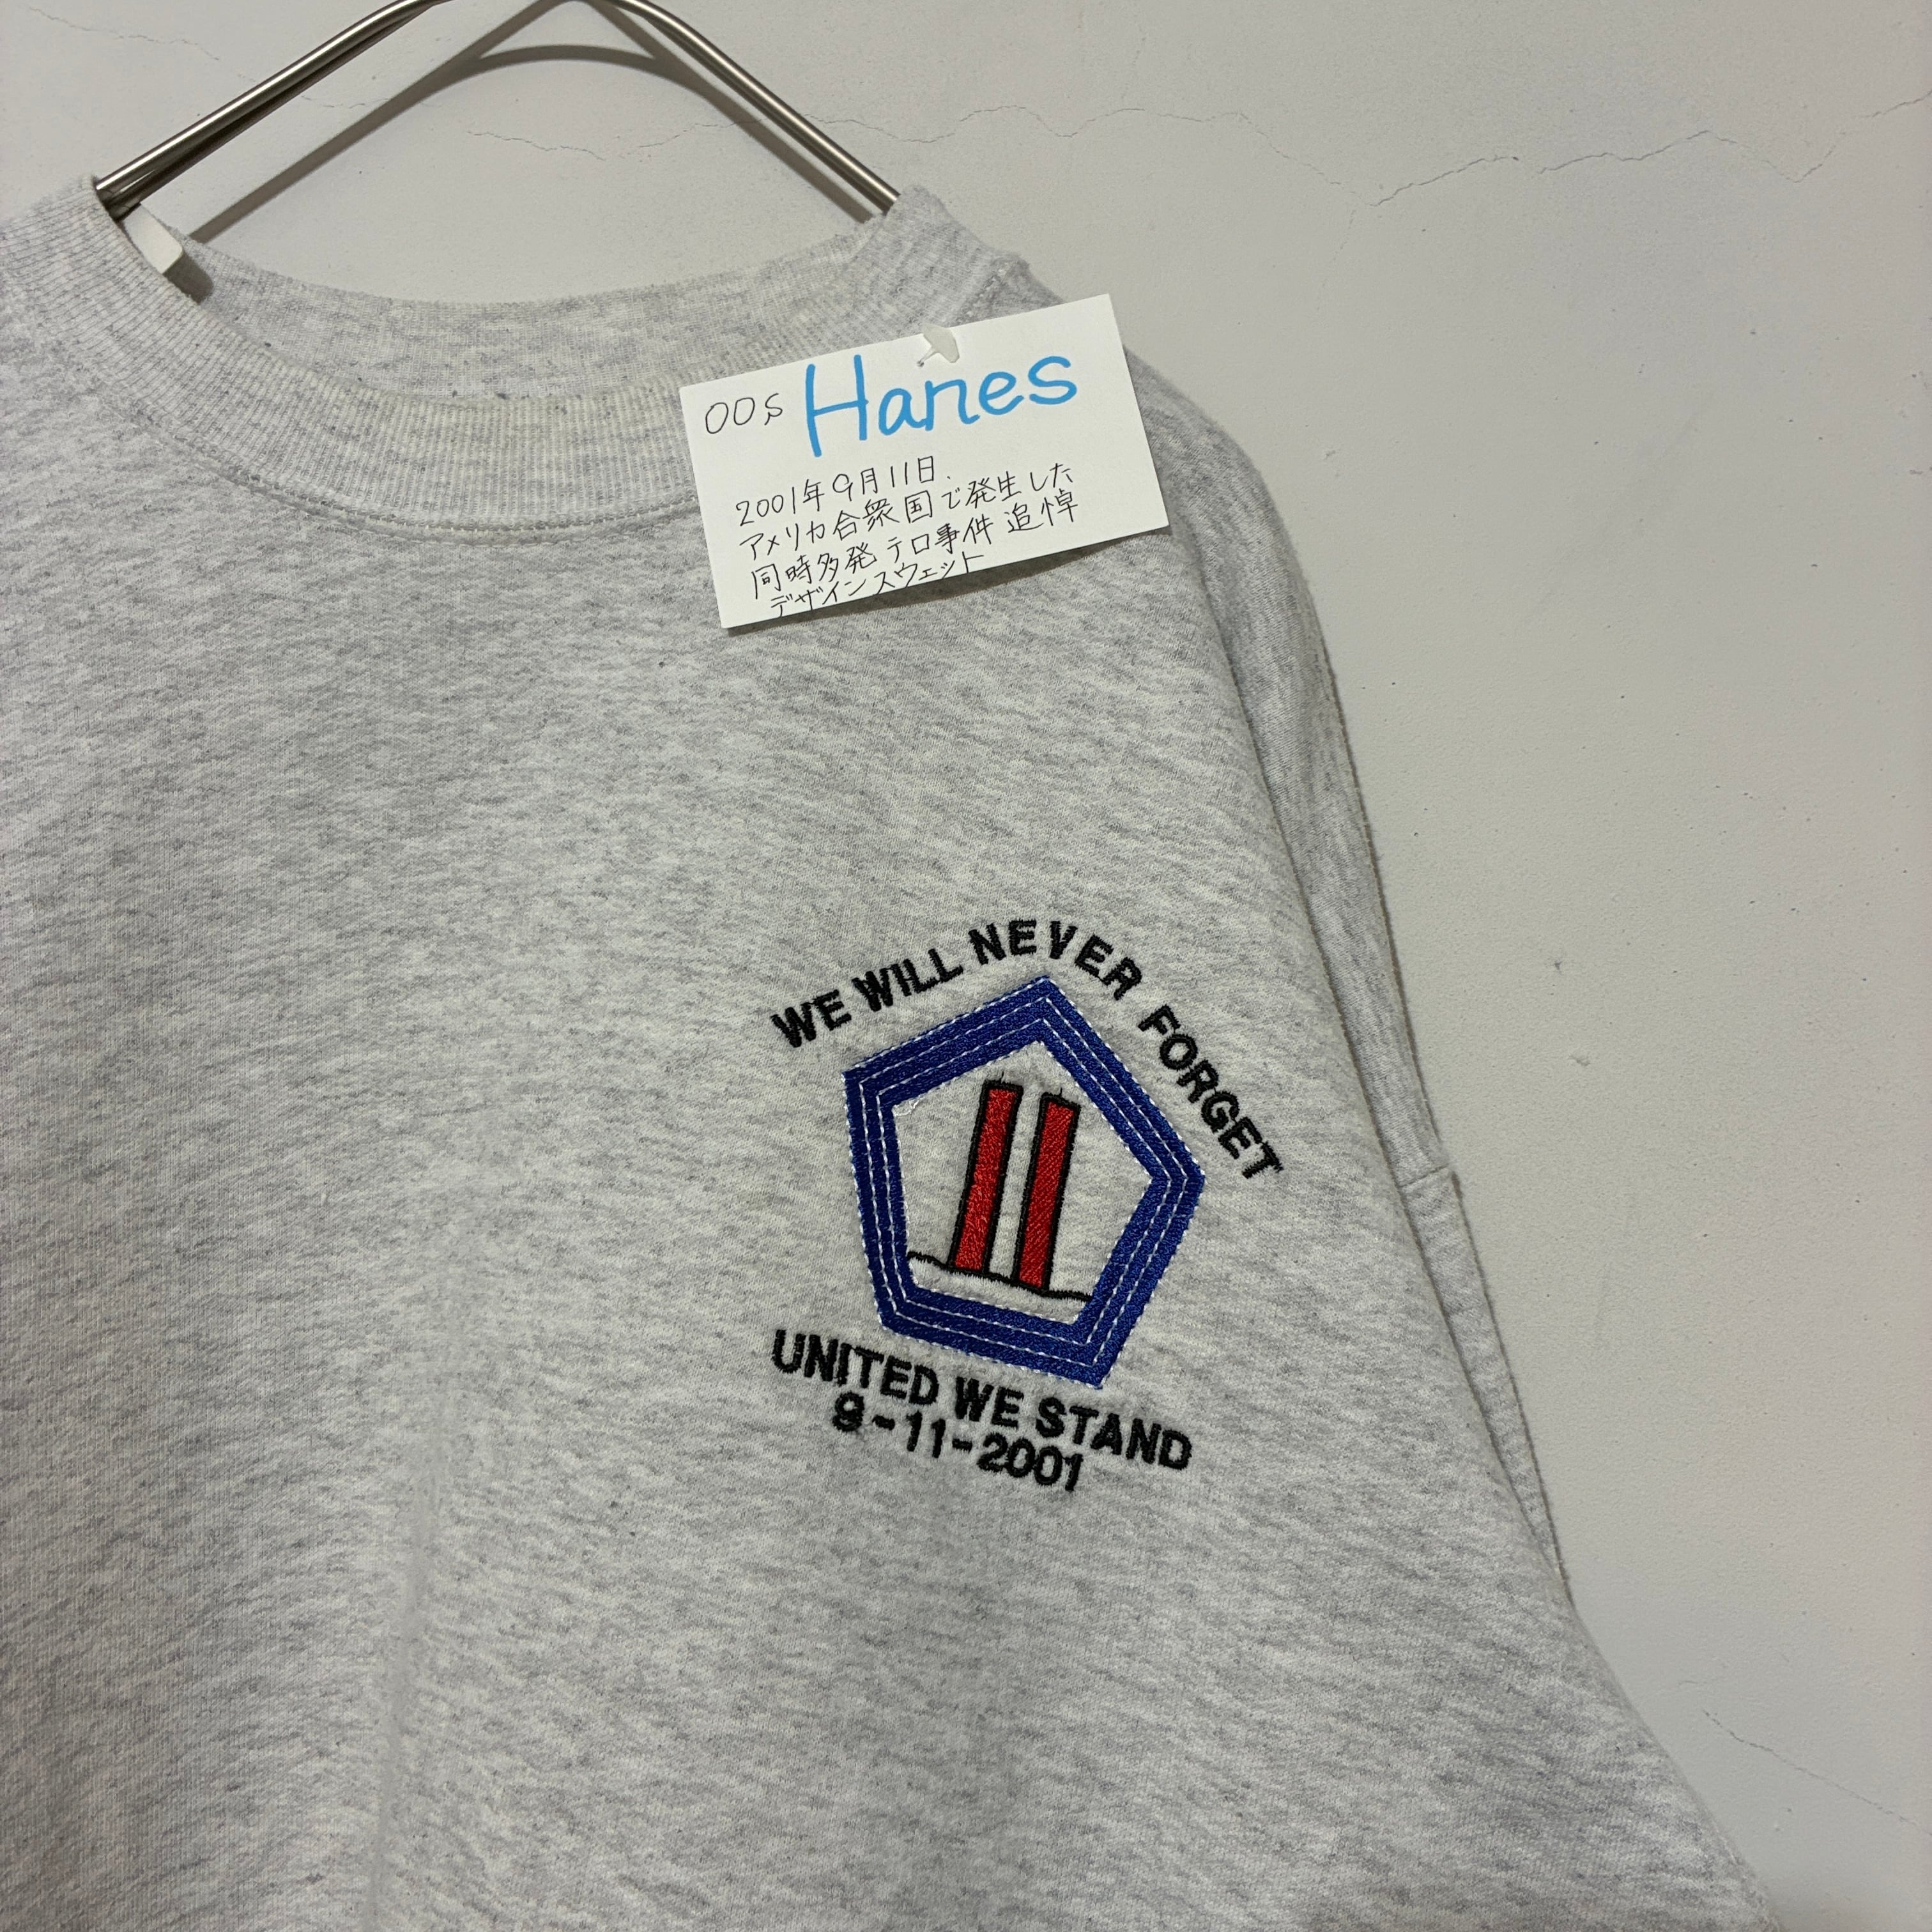 00,s Hanes
2001年9月11日、
アメリカ合衆国で発生した
同時多発テロ事件 追悼
デザインスウェット
WE WILL NEVER FORGET
UNITED WE STAND
9-11-2001